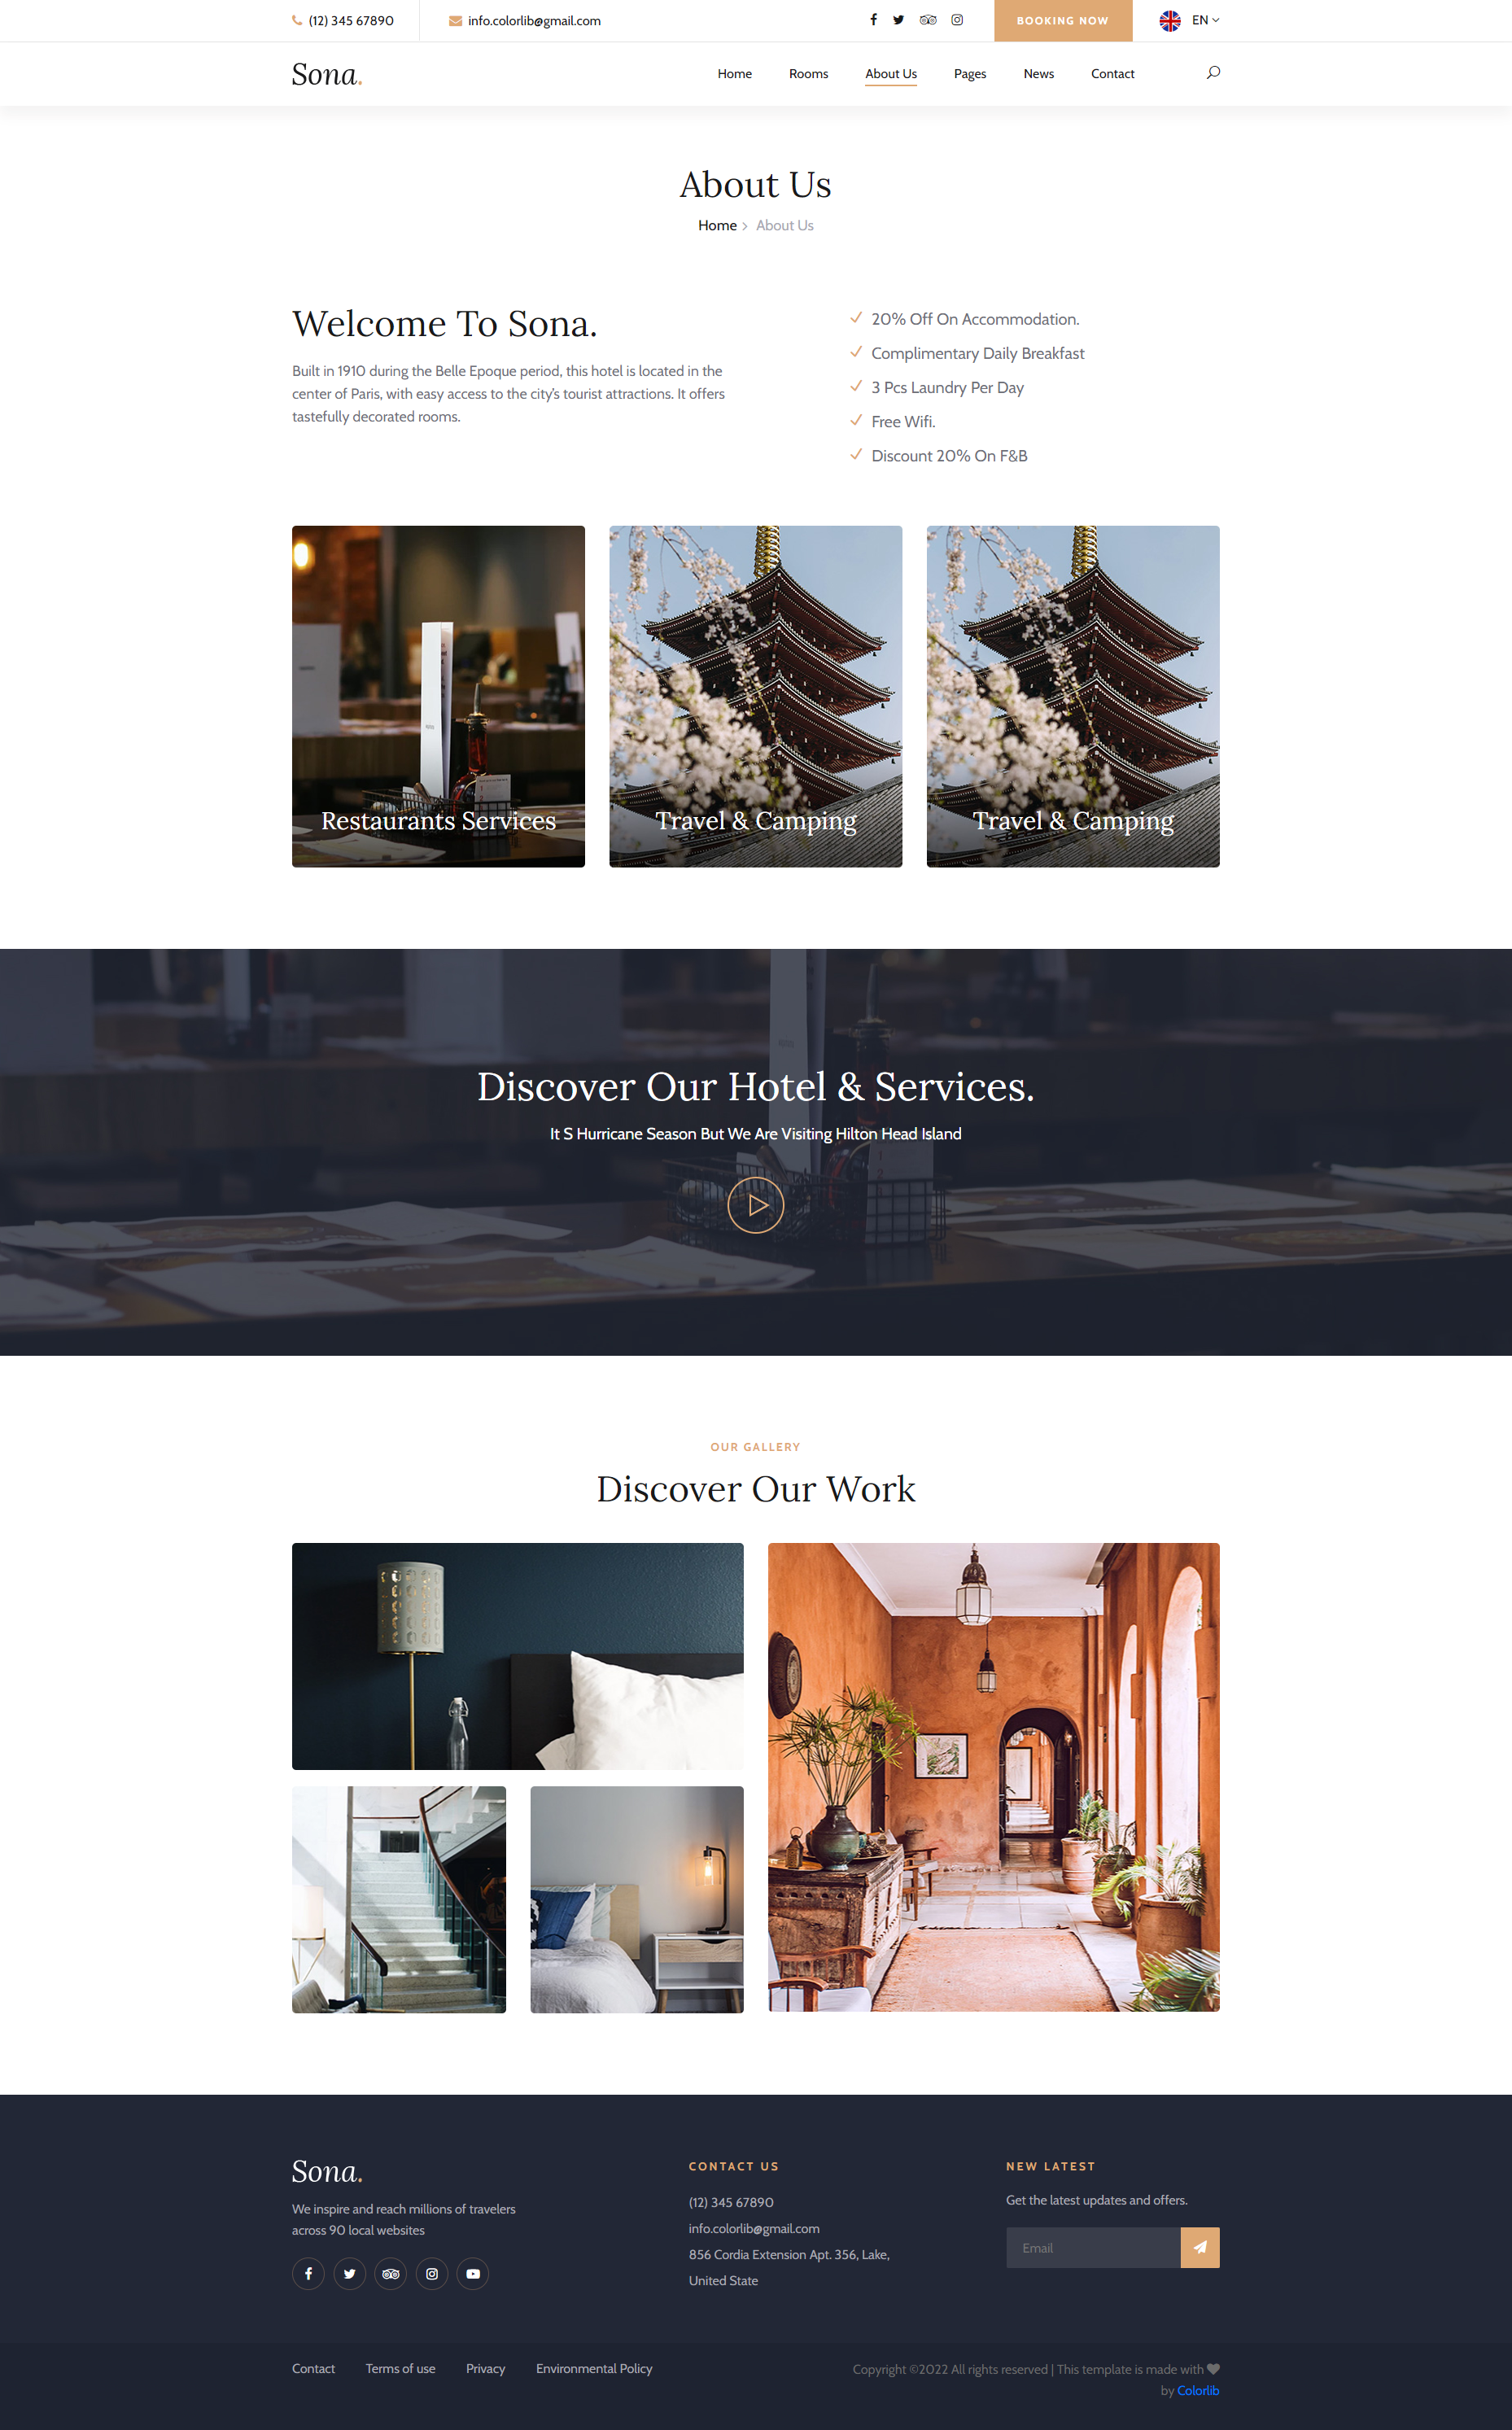 (12) 345 67890
info.colorlib@gmail.com
BOOKING NOW
EN
Sona.
Home
Rooms
About Us
Pages
News
Contact
About Us
Home
About Us
Welcome To Sona.
Built in 1910 during the Belle Epoque period, this hotel is located in the
center of Paris, with easy access to the city's tourist attractions. It offers
tastefully decorated rooms.
20% Off On Accommodation.
Complimentary Daily Breakfast
3 Pcs Laundry Per Day
Free Wifi.
Discount 20% On F&B
Restaurants Services
Travel & Camping
Travel & Camping
Discover Our Hotel & Services.
It S Hurricane Season But We Are Visiting Hilton Head Island
OUR GALLERY
Discover Our Work
Sona.
We inspire and reach millions of travelers
across 90 local websites
CONTACT US
(12) 345 67890
info.colorlib@gmail.com
856 Cordia Extension Apt. 356, Lake,
United State
NEW LATEST
Get the latest updates and offers.
Email
Contact
Terms of use
Privacy
Environmental Policy
Copyright ©2022 All rights reserved | This template is made with
by Colorlib